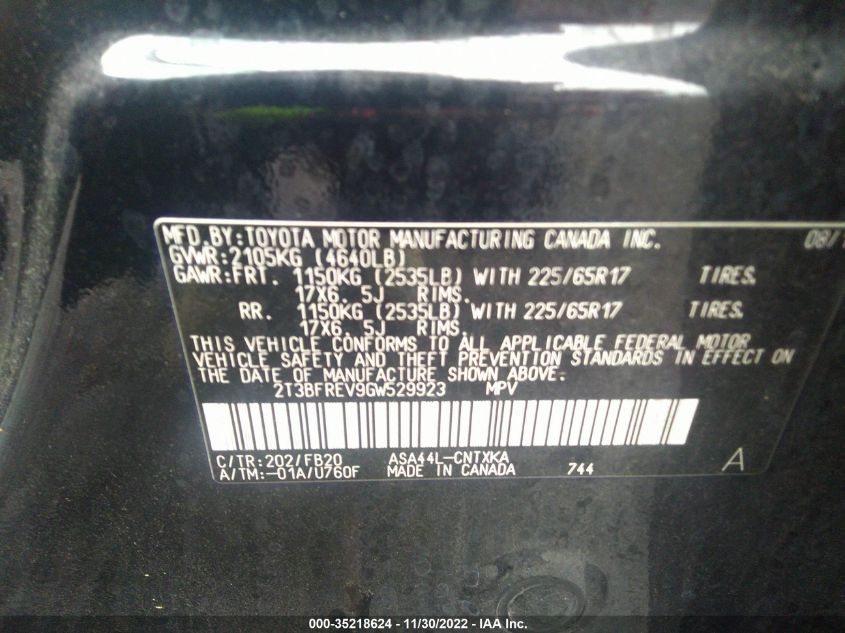 MFD.BY:TOYOTA MOTOR MANUFACTURING CANADA INC. 08/1
GVWR:2105KG (4640LB)
GAWR:FRT. 1150KG (2535LB) WITH 225/65R17 TIRES.
17X6. 5J RIMS.
RR. 1150KG (2535LB) WITH 225/65R17 TIRES.
17X6. 5J RIMS.
THIS VEHICLE CONFORMS TO ALL APPLICABLE FEDERAL MOTOR
VEHICLE SAFETY AND THEFT PREVENTION STANDARDS IN EFFECT ON
THE DATE OF MANUFACTURE SHOWN ABOVE.
2T3BFREV9GW529923 MPV
C/TR:202/FB20 ASA44L-CNTXKA
A/TM:-01A/U760F MADE IN CANADA 744 A
000-35218624 - 11/30/2022 - IAA Inc.